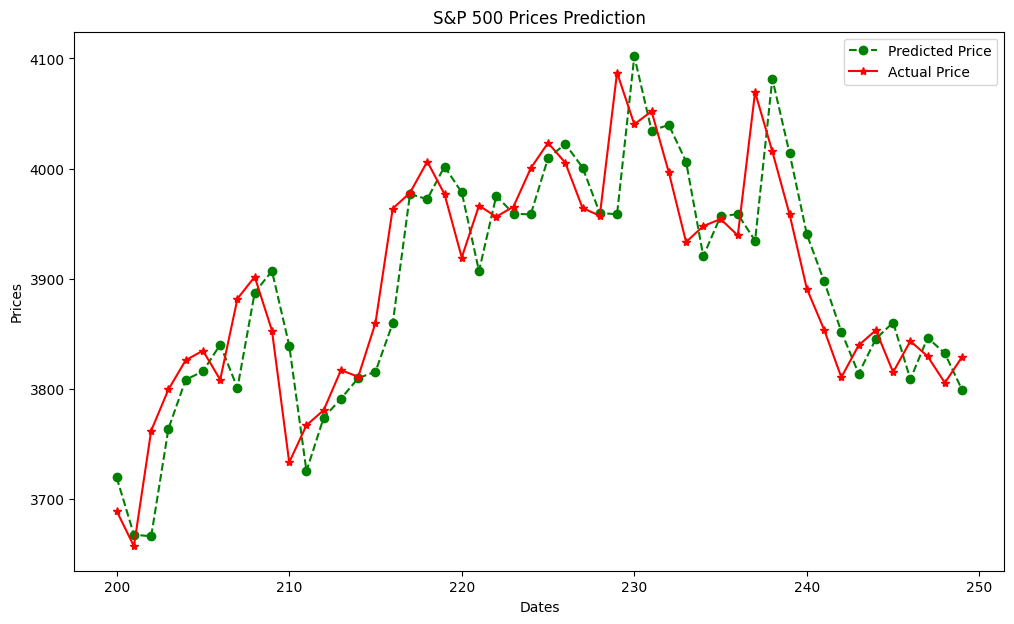 S&P 500 Prices Prediction
Predicted Price
Actual Price
4100
4000
3900
3800
3700
Prices
200
210
220
230
240
250
Dates